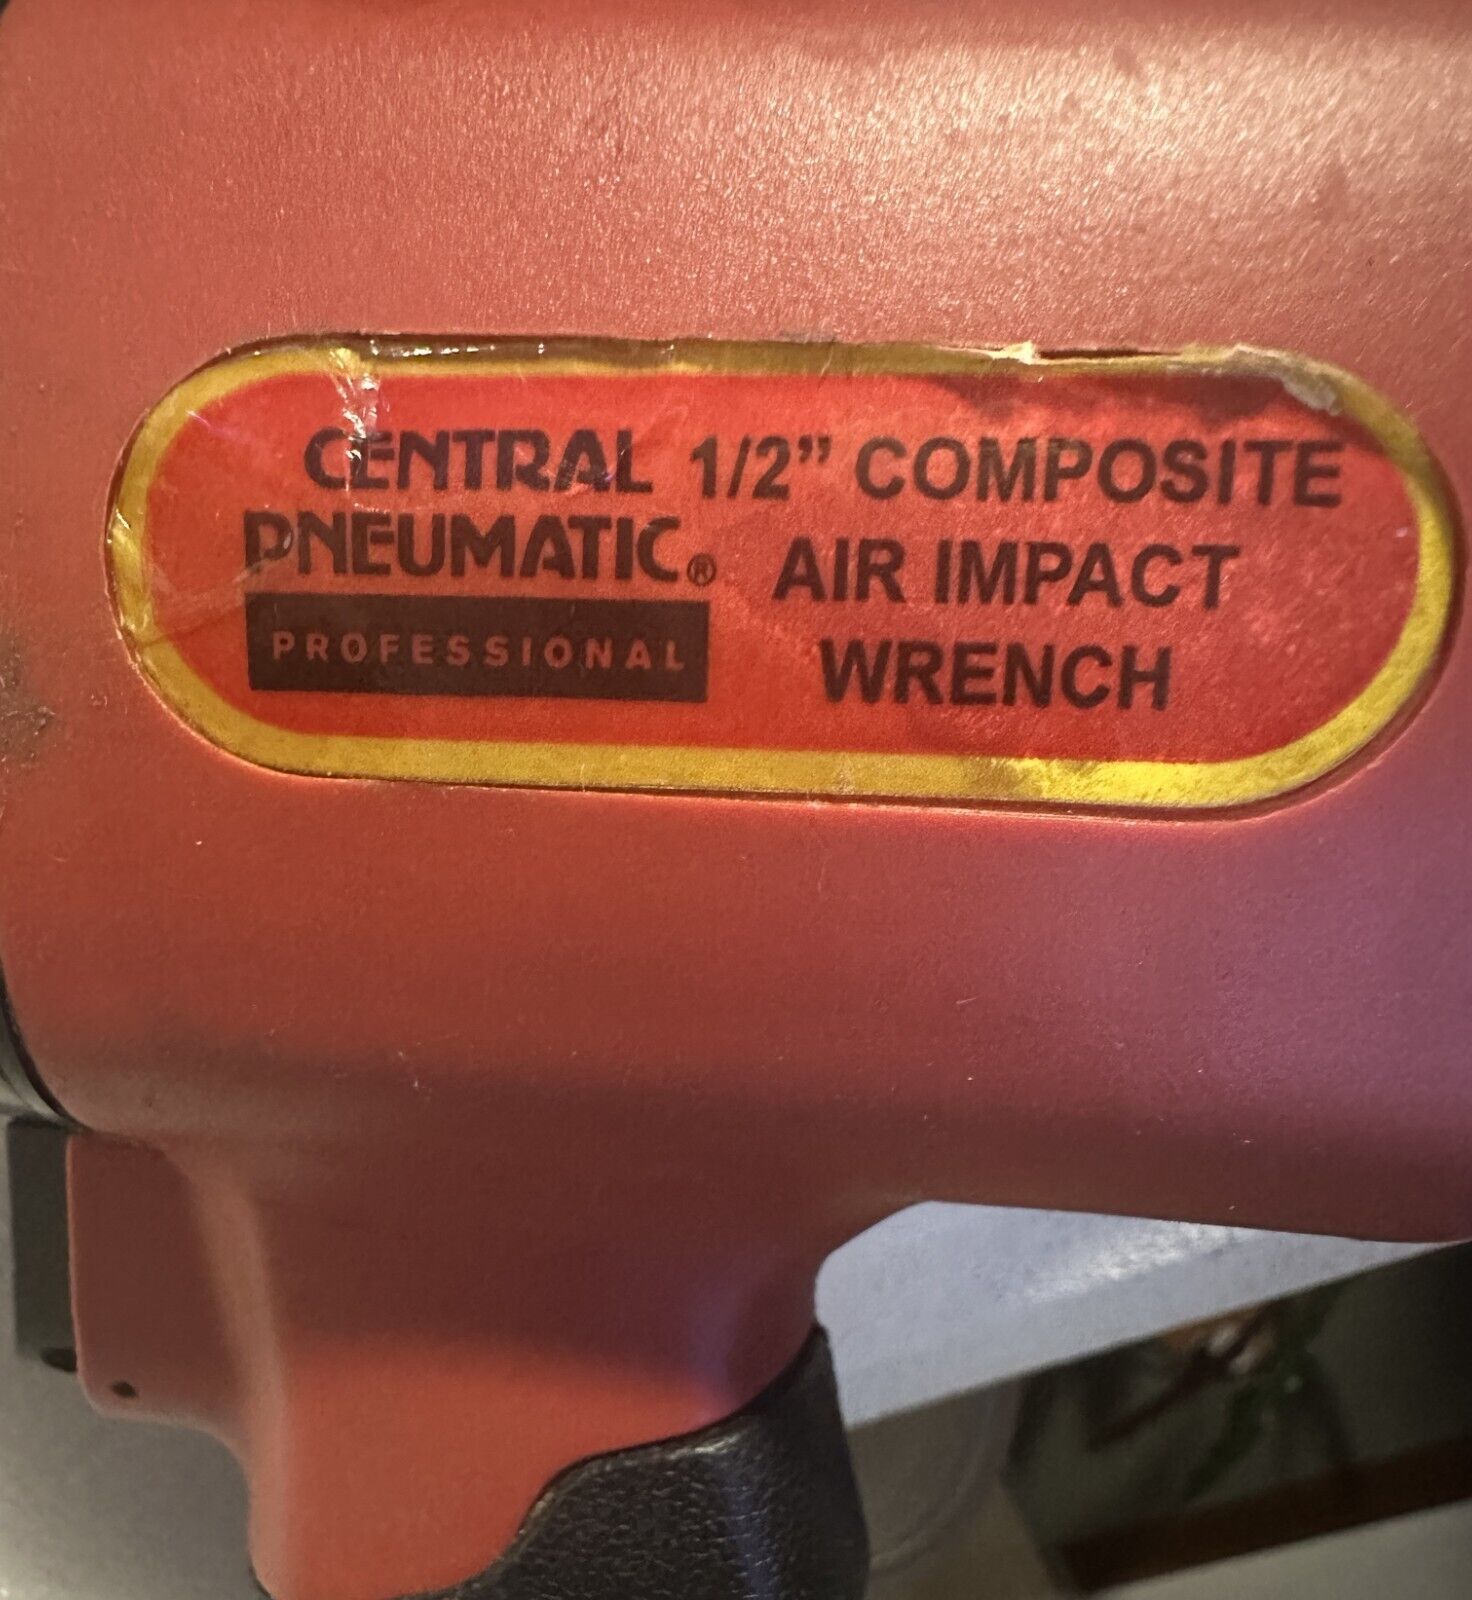 CENTRAL
PNEUMATIC®
PROFESSIONAL
1/2” COMPOSITE
AIR IMPACT
WRENCH